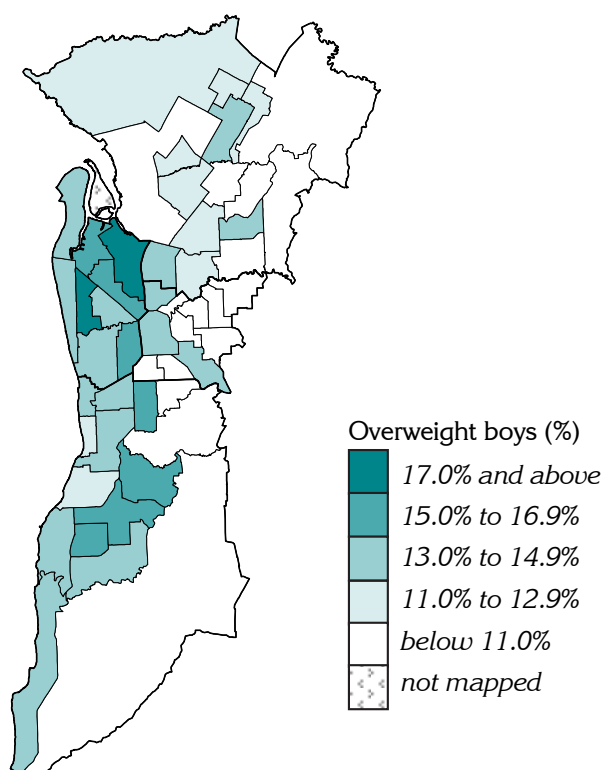 Overweight boys (%)
17.0% and above
15.0% to 16.9%
13.0% to 14.9%
11.0% to 12.9%
below 11.0%
not mapped